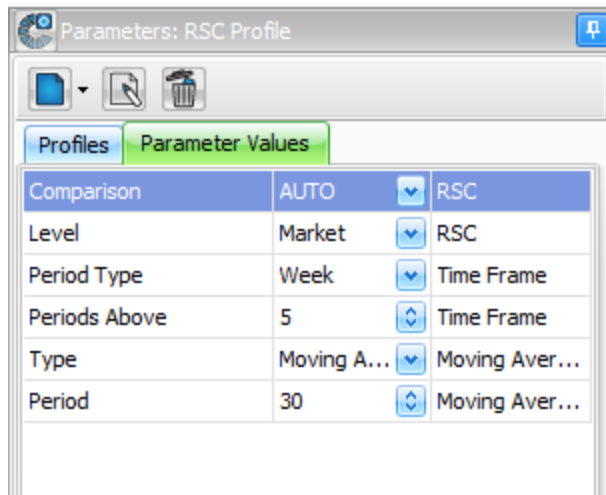 Parameters: RSC Profile
Profiles Parameter Values
Comparison AUTO RSC
Level Market RSC
Period Type Week Time Frame
Periods Above 5 Time Frame
Type Moving A... Moving Aver...
Period 30 Moving Aver...